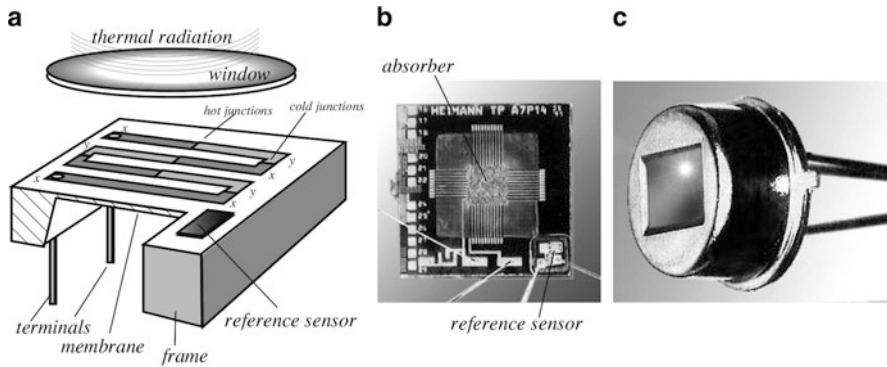 a
thermal radiation
window
hot junctions
cold junctions
x
y
x
y
x
y
x
y
terminals
membrane
frame
reference sensor
b
absorber
HEIMANN TP A7P14
reference sensor
c